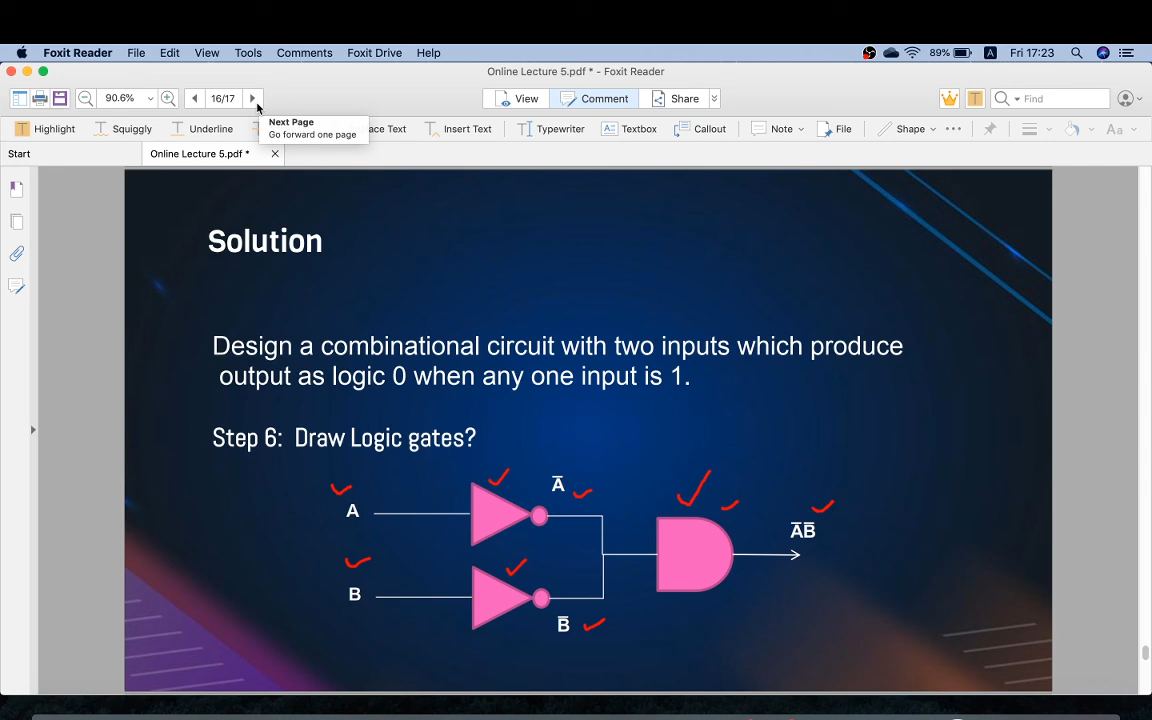 Foxit Reader File Edit View Tools Comments Foxit Drive Help 89% A Fri 17:23
Online Lecture 5.pdf * - Foxit Reader
90.6% 16/17 View Comment Share Find
Next Page
Go forward one page
Highlight Squiggly Underline ace Text Insert Text Typewriter Textbox Callout Note File Shape Aa
Start Online Lecture 5.pdf *
Solution
Design a combinational circuit with two inputs which produce
output as logic 0 when any one input is 1.
Step 6: Draw Logic gates?
A̅
A
A̅B̅
B
B̅